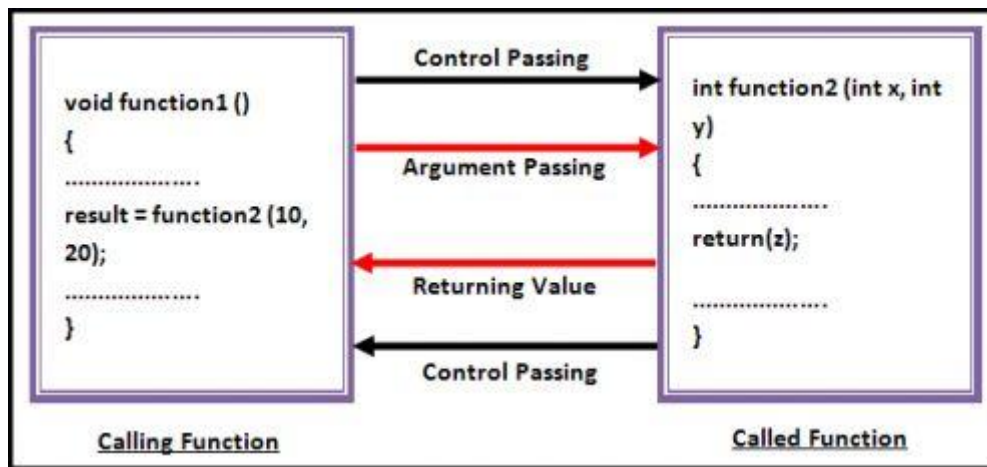 void function1 ()
{
....................
result = function2 (10,
20);
....................
}
Calling Function
Control Passing
Argument Passing
Returning Value
Control Passing
int function2 (int x, int
y)
{
....................
return(z);
....................
}
Called Function